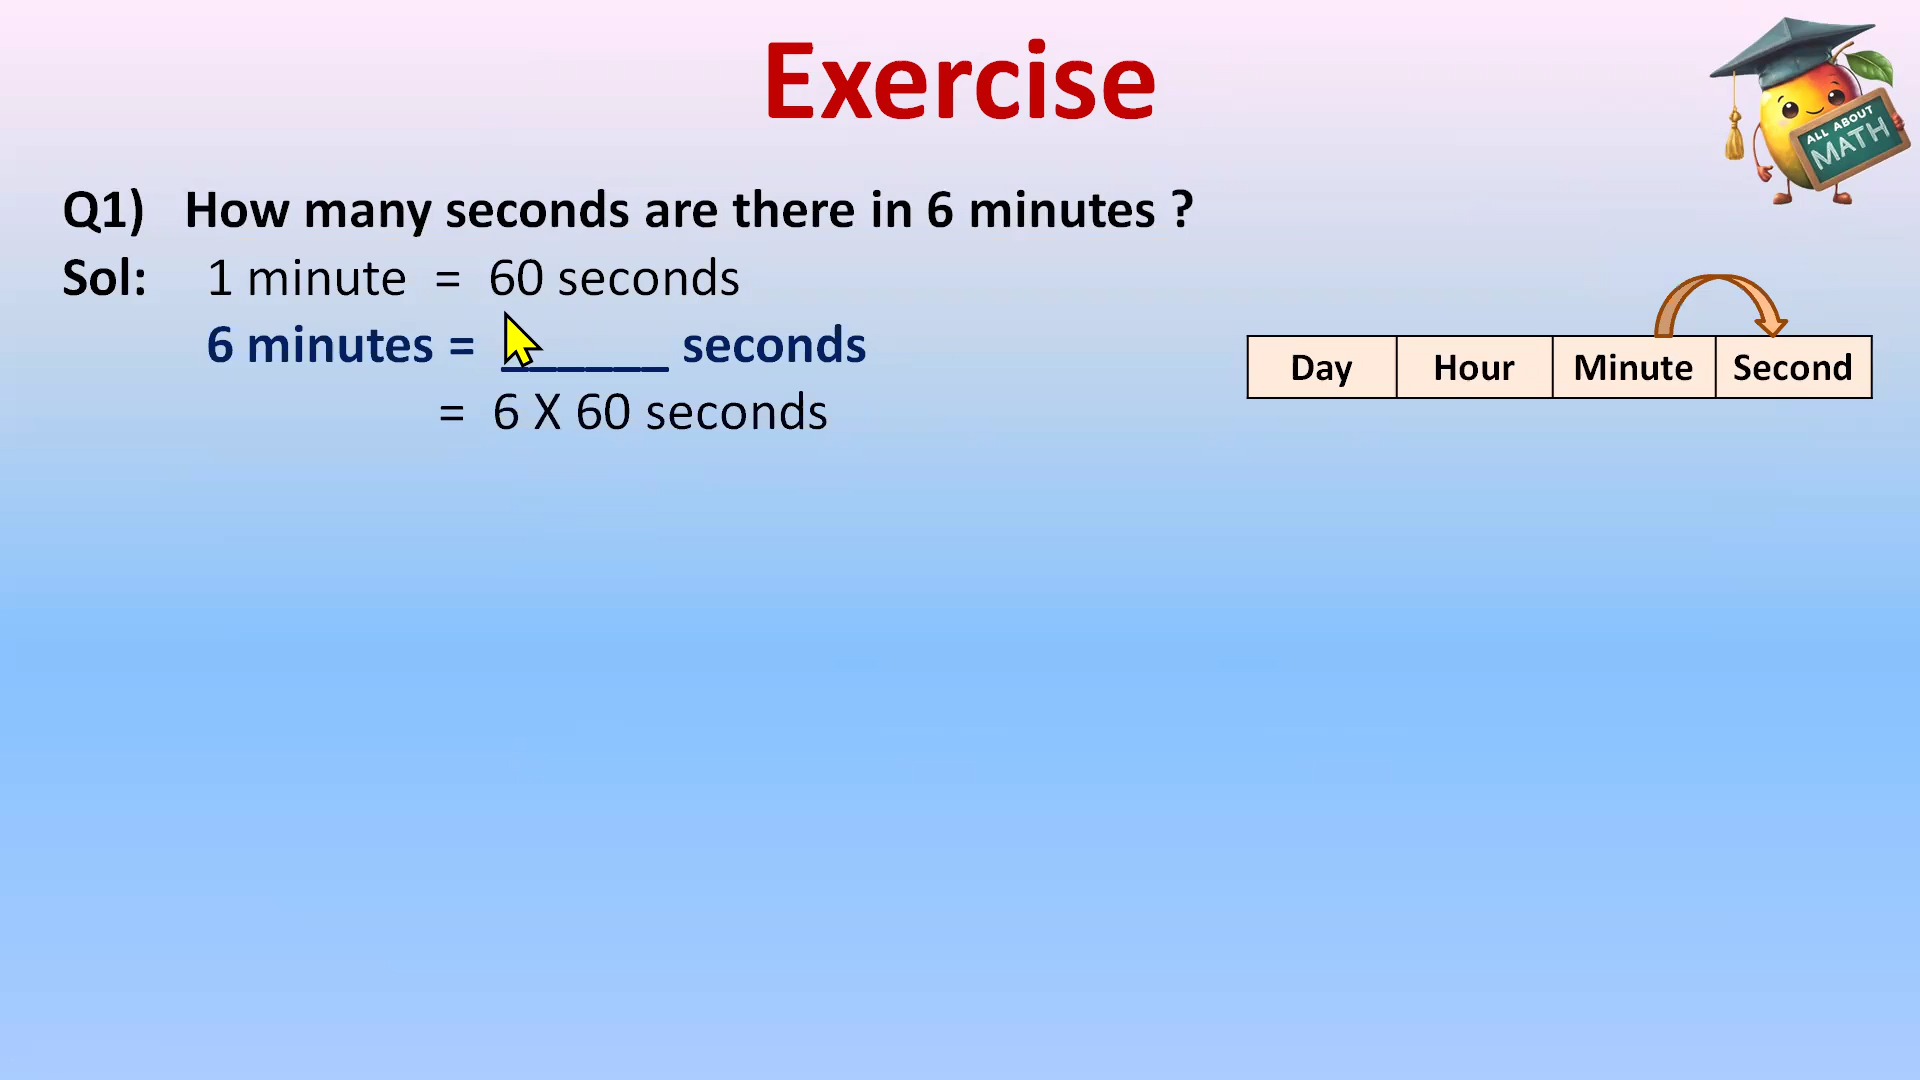 Exercise
ALL ABOUT
MATH
Q1) How many seconds are there in 6 minutes ?
Sol: 1 minute = 60 seconds
6 minutes = ______ seconds
= 6 X 60 seconds
Day Hour Minute Second